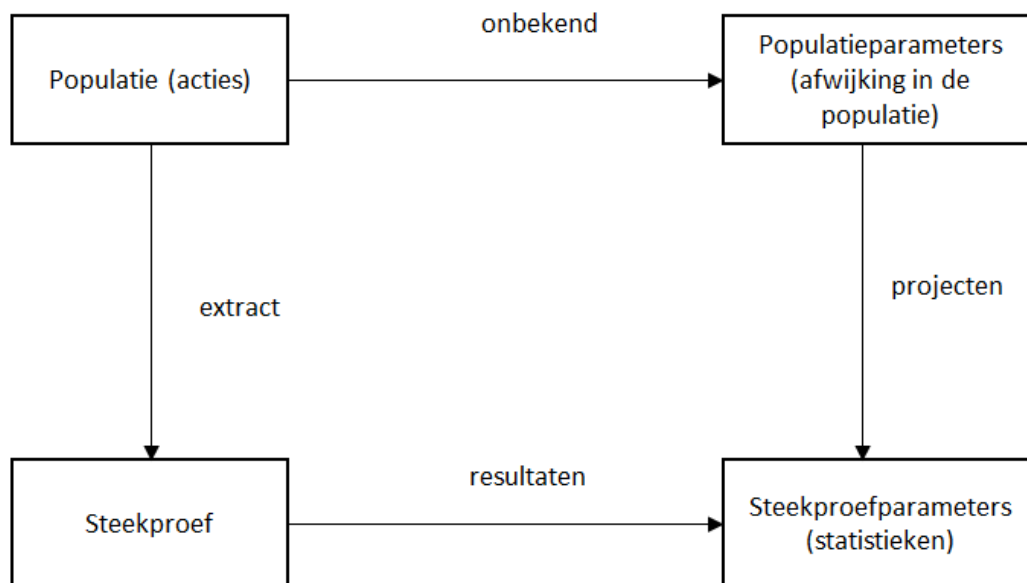 onbekend
Populatie (acties)
Populatieparameters
(afwijking in de
populatie)
extract
projecten
Steekproef
resultaten
Steekproefparameters
(statistieken)